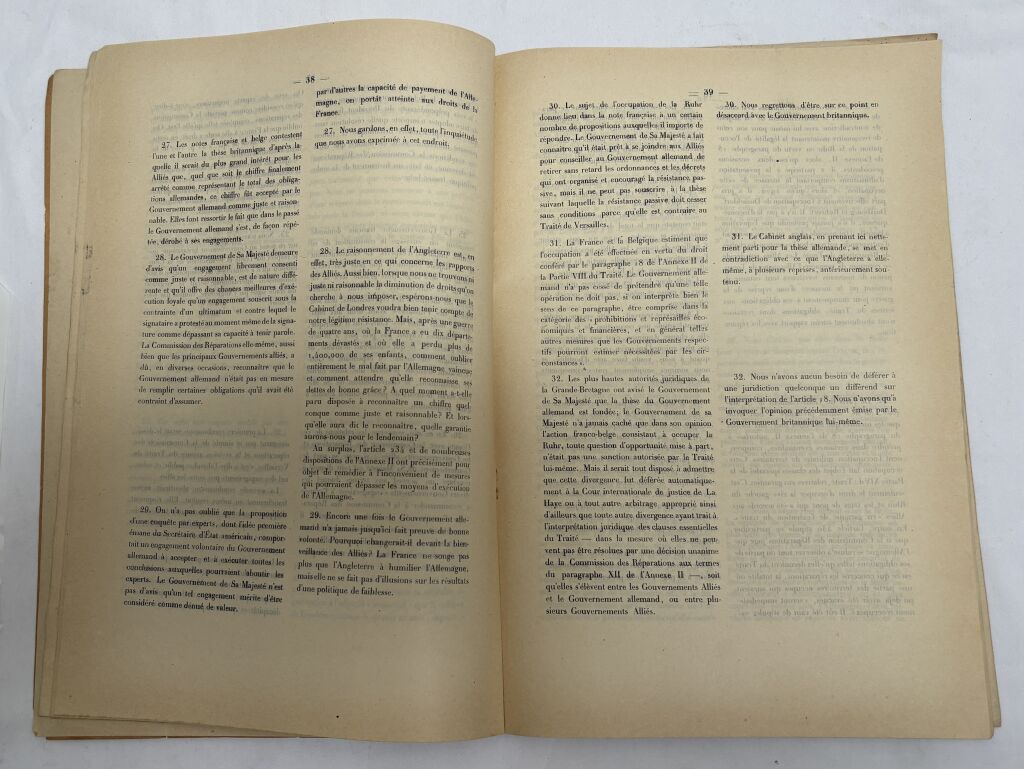 — 38 —
27. Les notes française et belge contestent
l'une et l'autre la thèse britannique d'après la-
quelle il serait du plus grand intérêt pour les
Alliés que, quel que soit le chiffre finalement
arrêté comme représentant le total des obliga-
tions allemandes, ce chiffre fût accepté par le
Gouvernement allemand comme juste et raison-
nable. Elles font ressortir le fait que dans le passé
le Gouvernement allemand s'est, de façon répé-
tée, dérobé à ses engagements.
28. Le Gouvernement de Sa Majesté demeure
d'avis qu'un engagement librement consenti
comme juste et raisonnable, est de nature diffé-
rente et qu'il offre des chances meilleures d'exé-
cution loyale qu'un engagement souscrit sous la
contrainte d'un ultimatum et contre lequel le
signataire a protesté au moment même de la signa-
ture comme dépassant sa capacité à tenir parole.
La Commission des Réparations elle-même, aussi
bien que les principaux Gouvernements alliés, a
dû, en diverses occasions, reconnaître que le
Gouvernement allemand n'était pas en mesure
de remplir certaines obligations qu'il avait été
contraint d'assumer.
29. On n'a pas oublié que la proposition
d'une enquête par experts, dont l'idée première
émane du Secrétaire d'État américain, compor-
tait un engagement volontaire du Gouvernement
allemand à accepter et à exécuter toutes les
conclusions auxquelles pourraient aboutir les
experts. Le Gouvernement de Sa Majesté n'est
pas d'avis qu'un tel engagement mérite d'être
considéré comme dénué de valeur.
par d'autres la capacité de payement de l'Alle-
magne, on portât atteinte aux droits de la
France.
27. Nous gardons, en effet, toute l'inquiétude
que nous avons exprimée à cet endroit.
28. Le raisonnement de l'Angleterre est, en
effet, très juste en ce qui concerne les rapports
des Alliés. Aussi bien, lorsque nous ne trouvons ni
juste ni raisonnable la diminution de droits qu'on
cherche à nous imposer, espérons-nous que le
Cabinet de Londres voudra bien tenir compte de
notre légitime résistance. Mais, après une guerre
de quatre ans, où la France a eu dix départe-
ments dévastés et où elle a perdu plus de
1,500,000 de ses enfants, comment oublier
entièrement le mal fait par l'Allemagne vaincue
et comment attendre qu'elle reconnaisse ses
dettes de bonne grâce? A quel moment a-t-elle
paru disposée à reconnaître un chiffre quel-
conque comme juste et raisonnable? Et lors-
qu'elle aura dit le reconnaître, quelle garantie
aurons-nous pour le lendemain?
Au surplus, l'article 234 et de nombreuses
dispositions de l'Annexe II ont précisément pour
objet de remédier à l'inconvénient de mesures
qui pourraient dépasser les moyens d'exécution
de l'Allemagne.
29. Encore une fois le Gouvernement alle-
mand n'a jamais jusqu'ici fait preuve de bonne
volonté. Pourquoi changerait-il devant la bien-
veillance des Alliés? La France ne songe pas
plus que l'Angleterre à humilier l'Allemagne,
mais elle ne se fait pas d'illusions sur les résultats
d'une politique de faiblesse.
— 39 —
30. Le sujet de l'occupation de la Ruhr
donne lieu dans la note française à un certain
nombre de propositions auxquelles il importe de
répondre. Le Gouvernement de Sa Majesté a fait
connaître qu'il était prêt à se joindre aux Alliés
pour conseiller au Gouvernement allemand de
retirer sans retard les ordonnances et les décrets
qui ont organisé et encouragé la résistance pas-
sive, mais il ne peut pas souscrire à la thèse
suivant laquelle la résistance passive doit cesser
sans conditions parce qu'elle est contraire au
Traité de Versailles.
31. La France et la Belgique estiment que
l'occupation a été effectuée en vertu du droit
conféré par le paragraphe 18 de l'Annexe II de
la Partie VIII du Traité. Le Gouvernement alle-
mand n'a pas cessé de prétendre qu'une telle
opération ne doit pas, si on interprète bien le
sens de ce paragraphe, être comprise dans la
catégorie des « prohibitions et représailles éco-
nomiques et financières, et en général telles
autres mesures que les Gouvernements respec-
tifs pourront estimer nécessitées par les cir-
constances ».
32. Les plus hautes autorités juridiques de
la Grande-Bretagne ont avisé le Gouvernement
de Sa Majesté que la thèse du Gouvernement
allemand est fondée; le Gouvernement de sa
Majesté n'a jamais caché que dans son opinion
l'action franco-belge consistant à occuper la
Ruhr, toute question d'opportunité mise à part,
n'était pas une sanction autorisée par le Traité
lui-même. Mais il serait tout disposé à admettre
que cette divergence fut déférée automatique-
ment à la Cour internationale de justice de La
Haye ou à tout autre arbitrage approprié ainsi
d'ailleurs que toute autre divergence ayant trait à
l'interprétation juridique des clauses essentielles
du Traité — dans la mesure où elles ne peu-
vent pas être résolues par une décision unanime
de la Commission des Réparations aux termes
du paragraphe XII de l'Annexe II —, soit
qu'elles s'élèvent entre les Gouvernements Alliés
et le Gouvernement allemand, ou entre plu-
sieurs Gouvernements Alliés.
30. Nous regrettons d'être sur ce point en
désaccord avec le Gouvernement britannique.
31. Le Cabinet anglais, en prenant ici nette-
ment parti pour la thèse allemande, se met en
contradiction avec ce que l'Angleterre a elle-
même, à plusieurs reprises, antérieurement sou-
tenu.
32. Nous n'avons aucun besoin de déférer à
une juridiction quelconque un différend sur
l'interprétation de l'article 18. Nous n'avons qu'à
invoquer l'opinion précédemment émise par le
Gouvernement britannique lui-même.